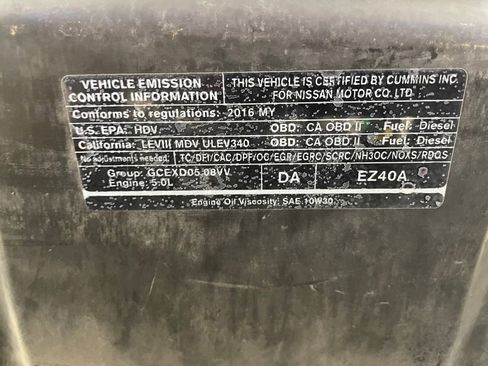 VEHICLE EMISSION CONTROL INFORMATION
THIS VEHICLE IS CERTIFIED BY CUMMINS INC. FOR NISSAN MOTOR CO. LTD
Conforms to regulations: 2016 MY
U.S. EPA: HDV OBD: CA OBD II Fuel: Diesel
California: LEVIII MDV ULEV340 OBD: CA OBD II Fuel: Diesel
No adjustments needed. TC/DFI/CAC/DPF/OC/EGR/EGRC/SCRC/NH3OC/NOXS/RDQS
Group: GCEXD05.08VV
Engine: 5.0L
DA
EZ40A
Engine Oil Viscosity: SAE 10W30